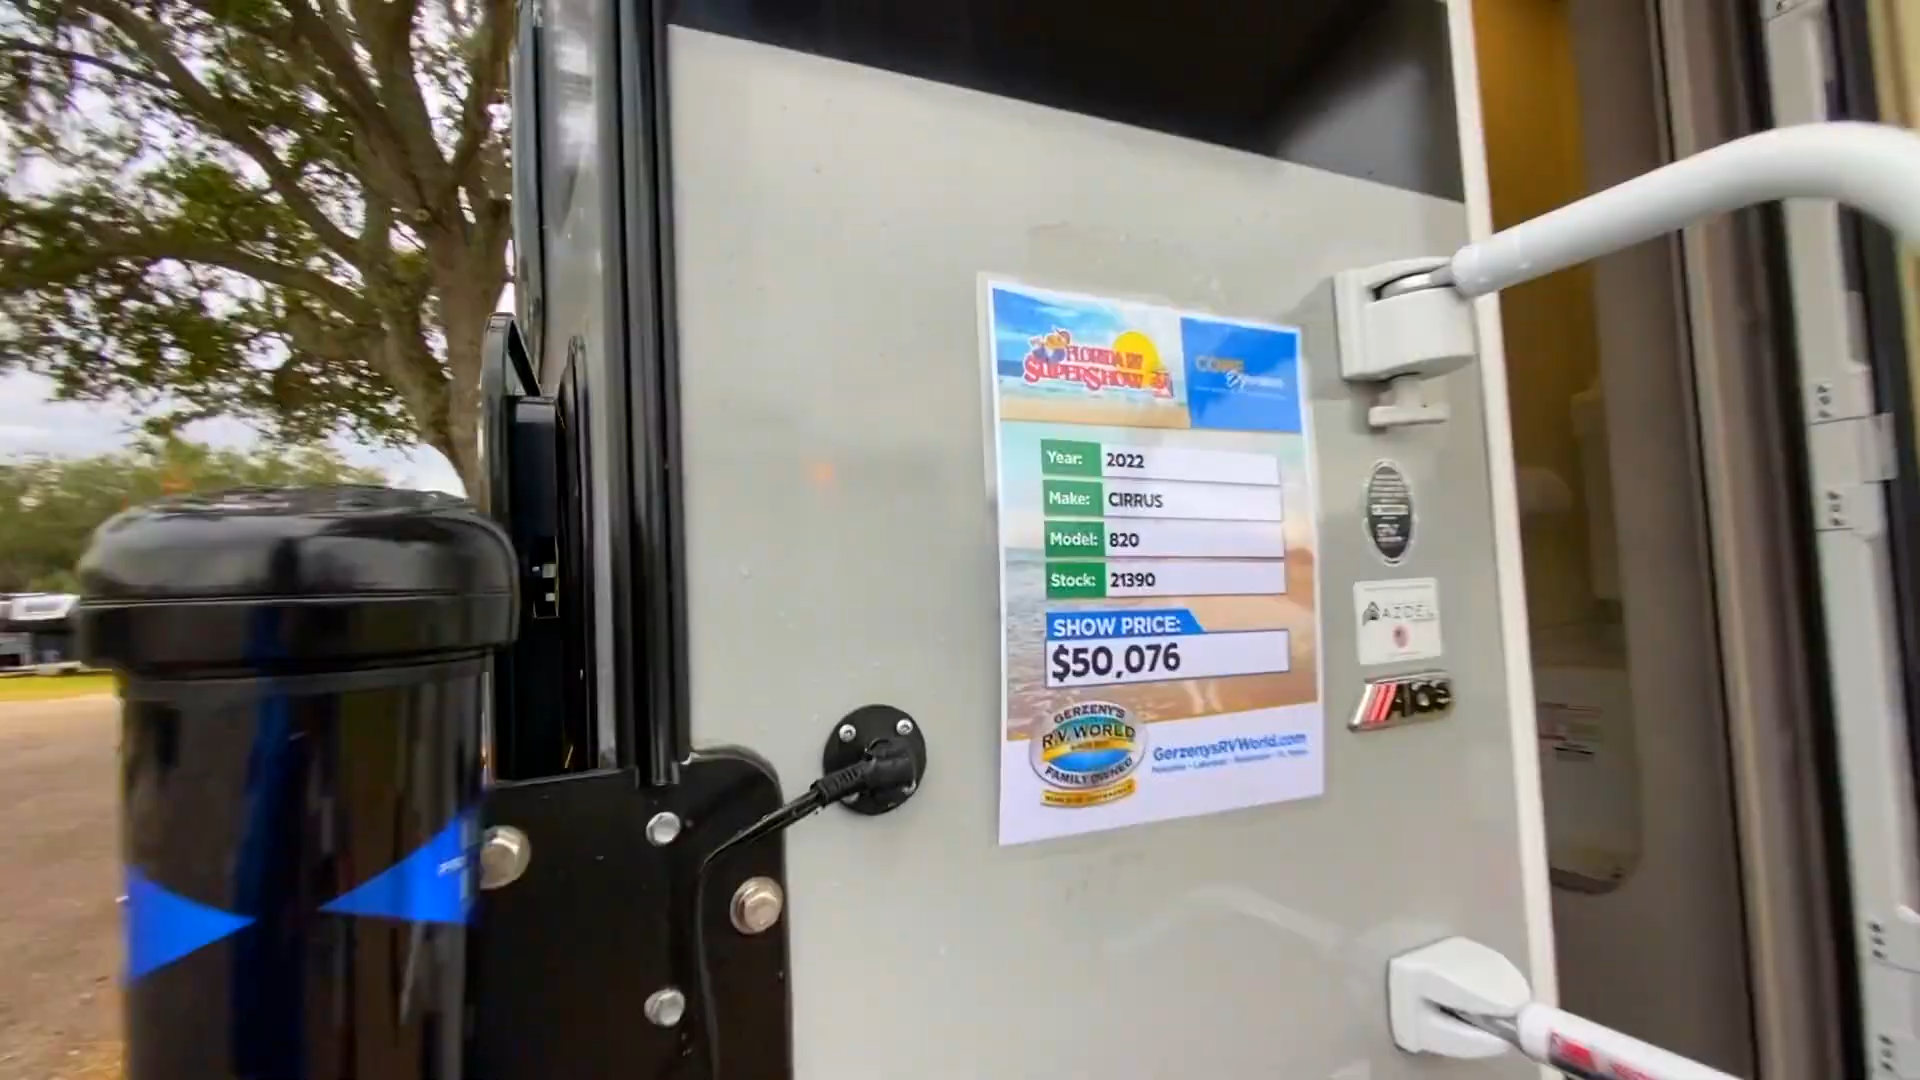 FLORIDA RV
SUPERSHOW
Year: 2022
Make: CIRRUS
Model: 820
Stock: 21390
SHOW PRICE:
$50,076
GERZENY'S
R.V. WORLD
FAMILY OWNED
GerzenysRVWorld.com
AZDEL